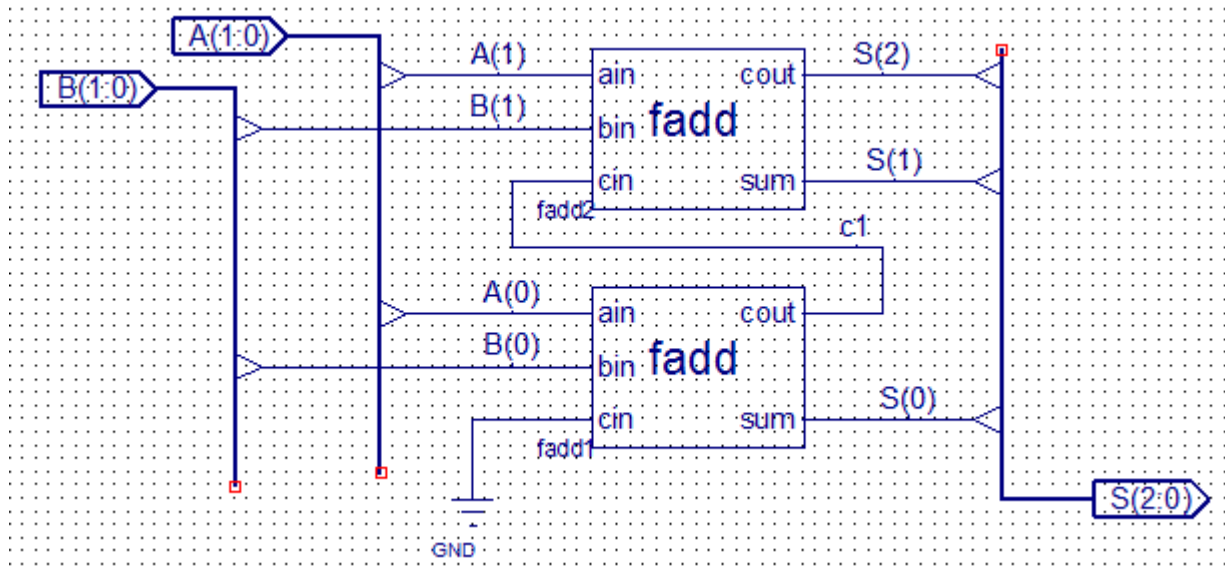 A(1:0)
B(1:0)
A(1)
B(1)
ain
bin
cin
fadd
cout
sum
fadd2
S(2)
S(1)
c1
A(0)
B(0)
ain
bin
cin
fadd
cout
sum
fadd1
S(0)
GND
S(2:0)